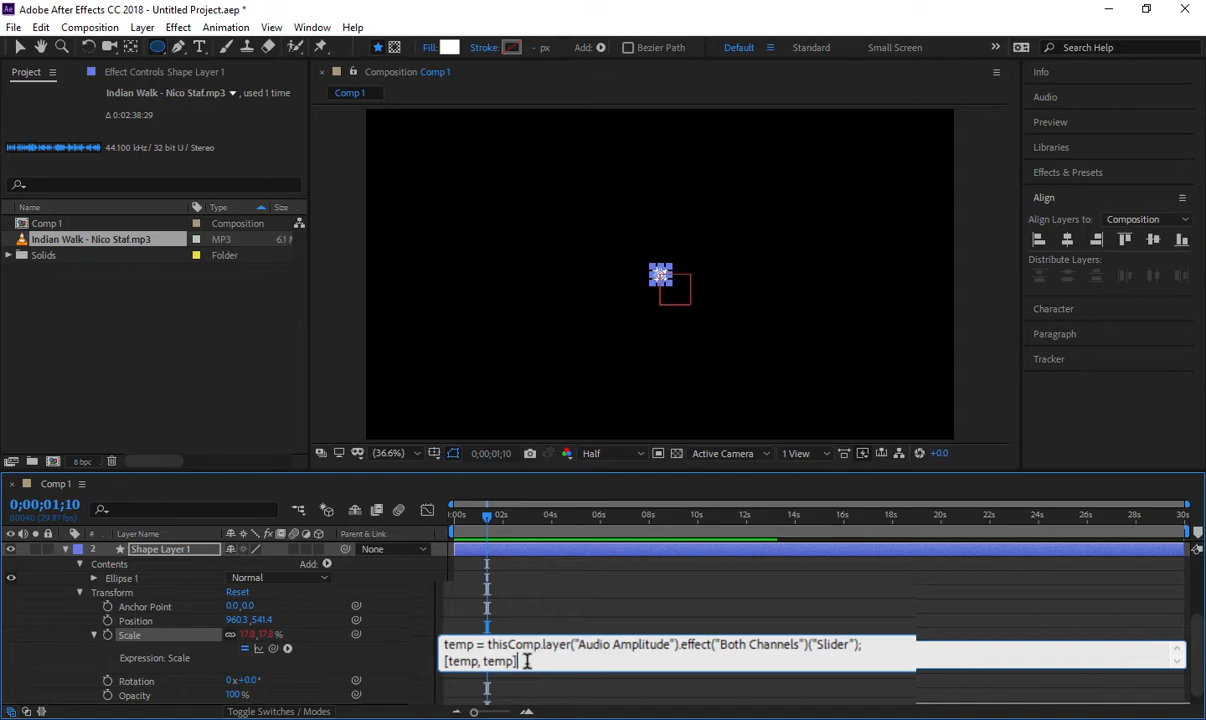 Ae Adobe After Effects CC 2018 - Untitled Project.aep *
File Edit Composition Layer Effect Animation View Window Help
Fill: Stroke: - px Add: Bezier Path Default Standard Small Screen Search Help
Project Effect Controls Shape Layer 1 Composition Comp 1 Info
Indian Walk - Nico Staf.mp3 , used 1 time Comp 1
Audio
Δ 0:02:38:29
Preview
44.100 kHz / 32 bit U / Stereo
Libraries
Effects & Presets
Align
Name Type Size
Align Layers to: Composition
Comp 1 Composition
Indian Walk - Nico Staf.mp3 MP3 6.1 M
Solids Folder
Distribute Layers:
Character
Paragraph
Tracker
8 bpc (36.6%) 0;00;01;10 Half Active Camera 1 View +0.0
Comp 1
0;00;01;10
00040 (29.97 fps)
:00s 02s 04s 06s 08s 10s 12s 14s 16s 18s 20s 22s 24s 26s 28s 30s
# Layer Name Parent & Link
2 Shape Layer 1 None
Contents Add:
Ellipse 1 Normal
Transform Reset
Anchor Point 0.0,0.0
Position 960.3,541.4
Scale 17.8,17.8%
temp = thisComp.layer("Audio Amplitude").effect("Both Channels")("Slider");
Expression: Scale
[temp, temp]
Rotation 0x+0.0°
Opacity 100%
Toggle Switches / Modes